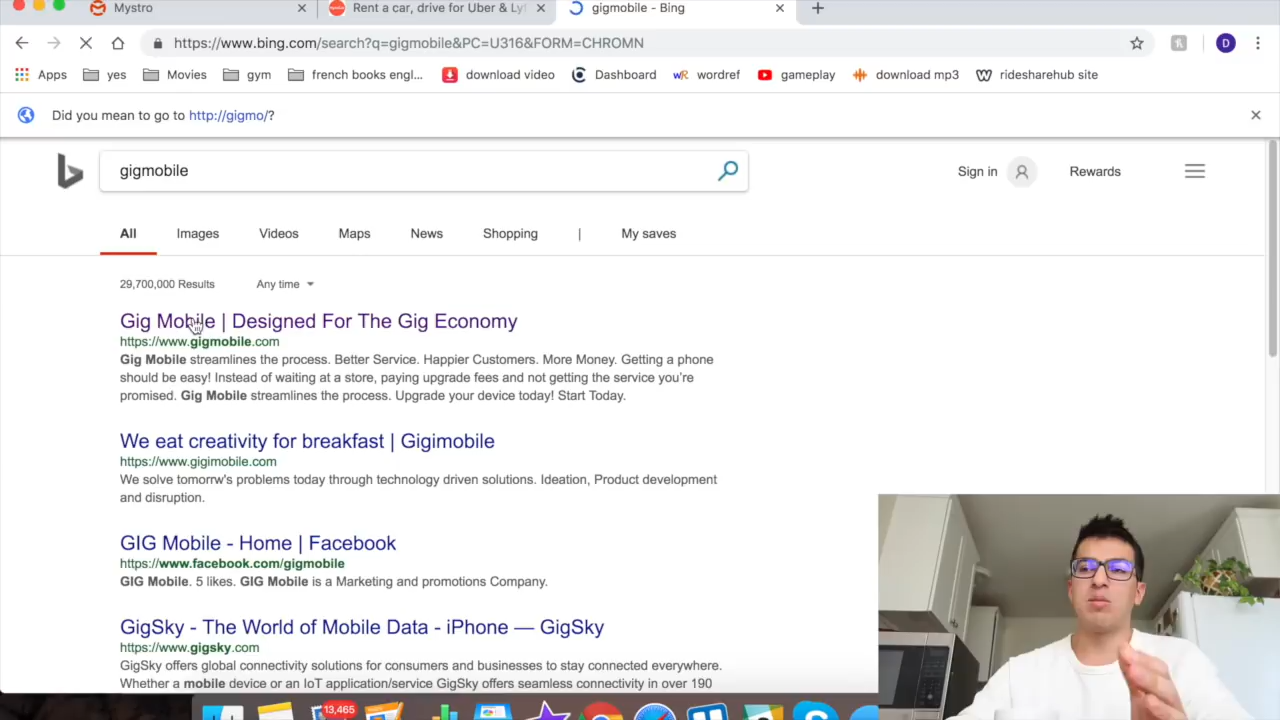 Mystro
Rent a car, drive for Uber & Ly
gigmobile - Bing
https://www.bing.com/search?q=gigmobile&PC=U316&FORM=CHROMN
D
Apps yes Movies gym french books engl... download video Dashboard wordref gameplay download mp3 ridesharehub site
Did you mean to go to http://gigmo/?
gigmobile
Sign in Rewards
All Images Videos Maps News Shopping | My saves
29,700,000 Results Any time
Gig Mobile | Designed For The Gig Economy
https://www.gigmobile.com
Gig Mobile streamlines the process. Better Service. Happier Customers. More Money. Getting a phone
should be easy! Instead of waiting at a store, paying upgrade fees and not getting the service you're
promised. Gig Mobile streamlines the process. Upgrade your device today! Start Today.
We eat creativity for breakfast | Gigimobile
https://www.gigimobile.com
We solve tomorrw's problems today through technology driven solutions. Ideation, Product development
and disruption.
GIG Mobile - Home | Facebook
https://www.facebook.com/gigmobile
GIG Mobile. 5 likes. GIG Mobile is a Marketing and promotions Company.
GigSky - The World of Mobile Data - iPhone — GigSky
https://www.gigsky.com
GigSky offers global connectivity solutions for consumers and businesses to stay connected everywhere.
Whether a mobile device or an IoT application/service GigSky offers seamless connectivity in over 190
13,465